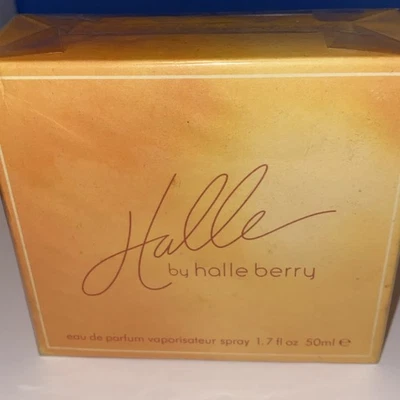 Halle
by halle berry
eau de parfum vaporisateur spray 1.7 fl oz 50ml e